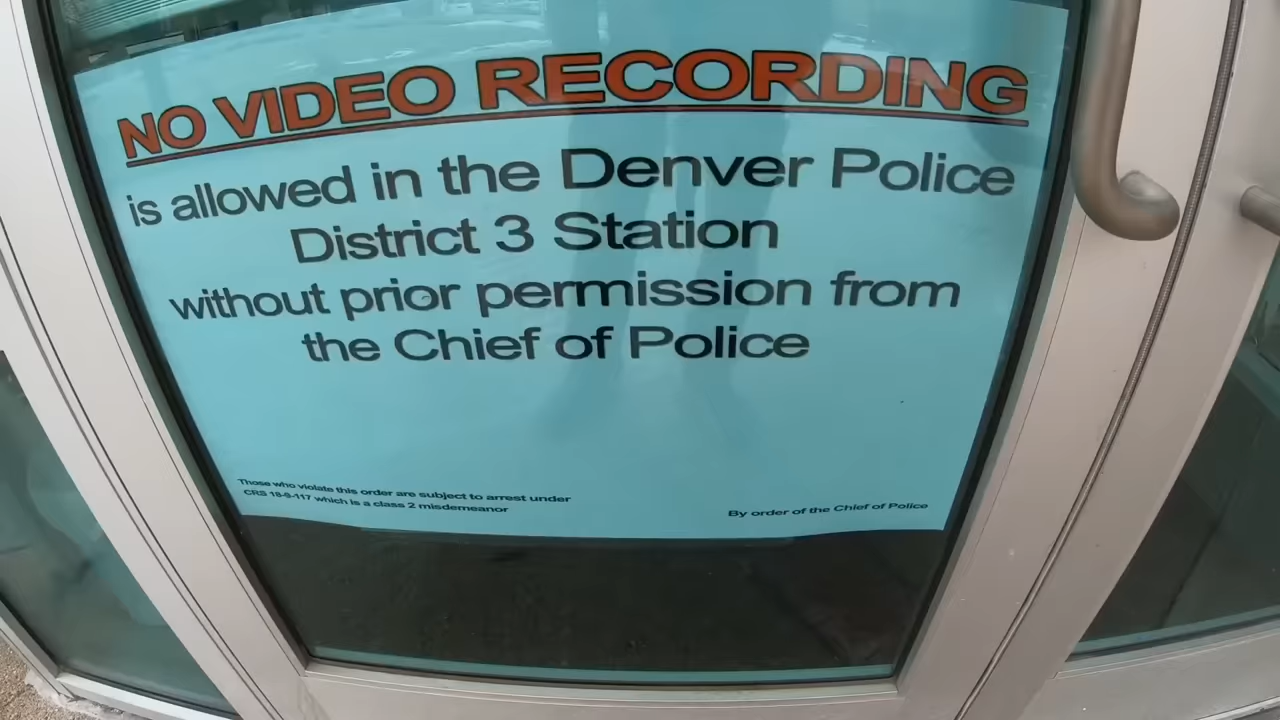 NO VIDEO RECORDING
is allowed in the Denver Police
District 3 Station
without prior permission from
the Chief of Police
Those who violate this order are subject to arrest under
CRS 18-9-117 which is a class 2 misdemeanor
By order of the Chief of Police